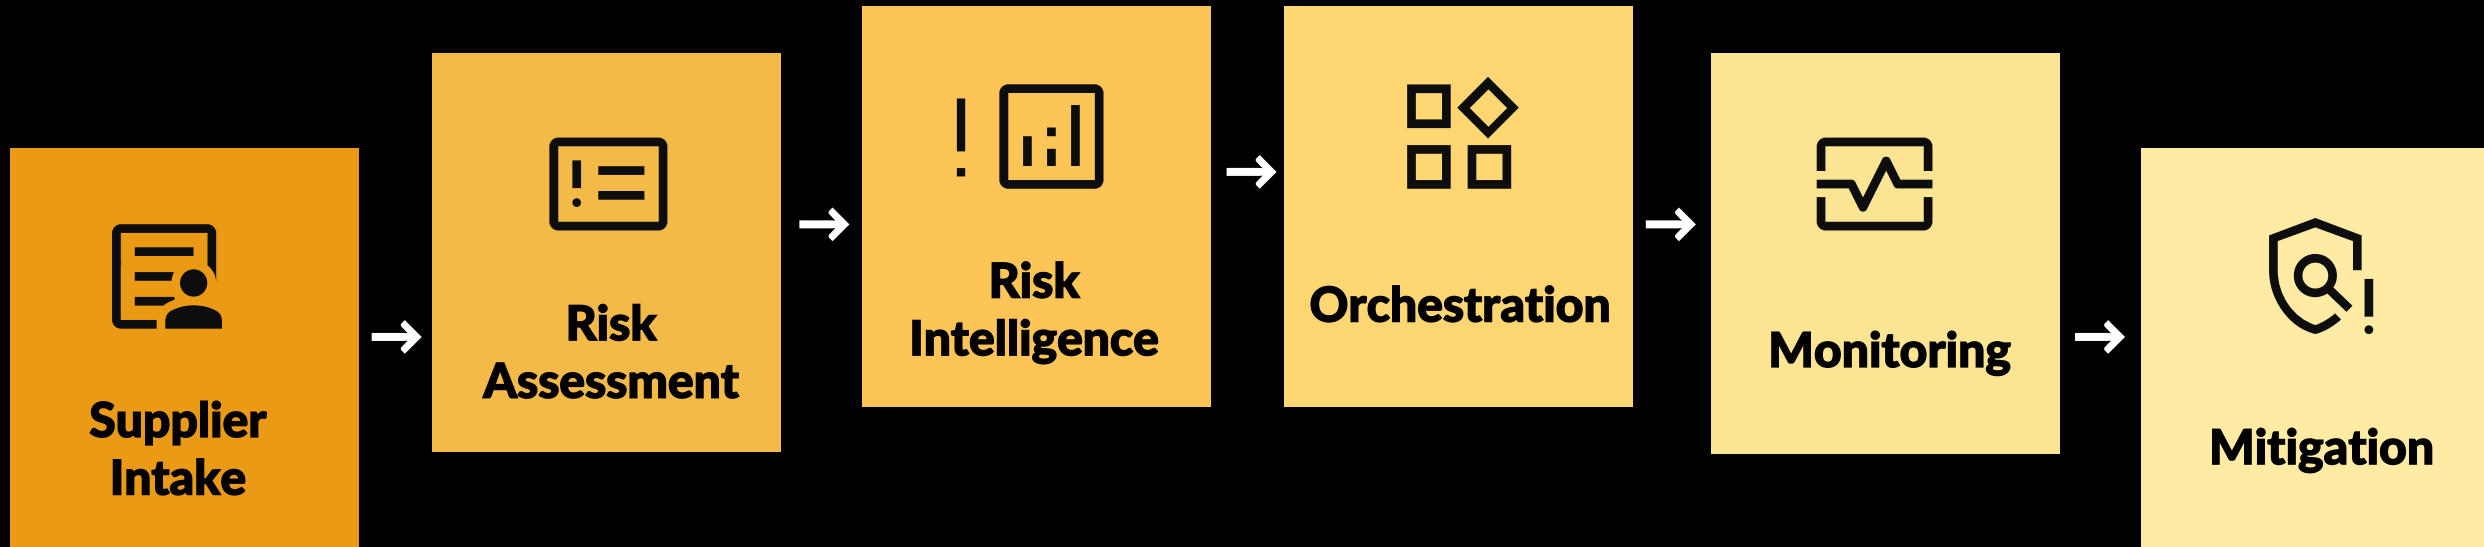 Supplier
Intake
Risk
Assessment
Risk
Intelligence
Orchestration
Monitoring
Mitigation